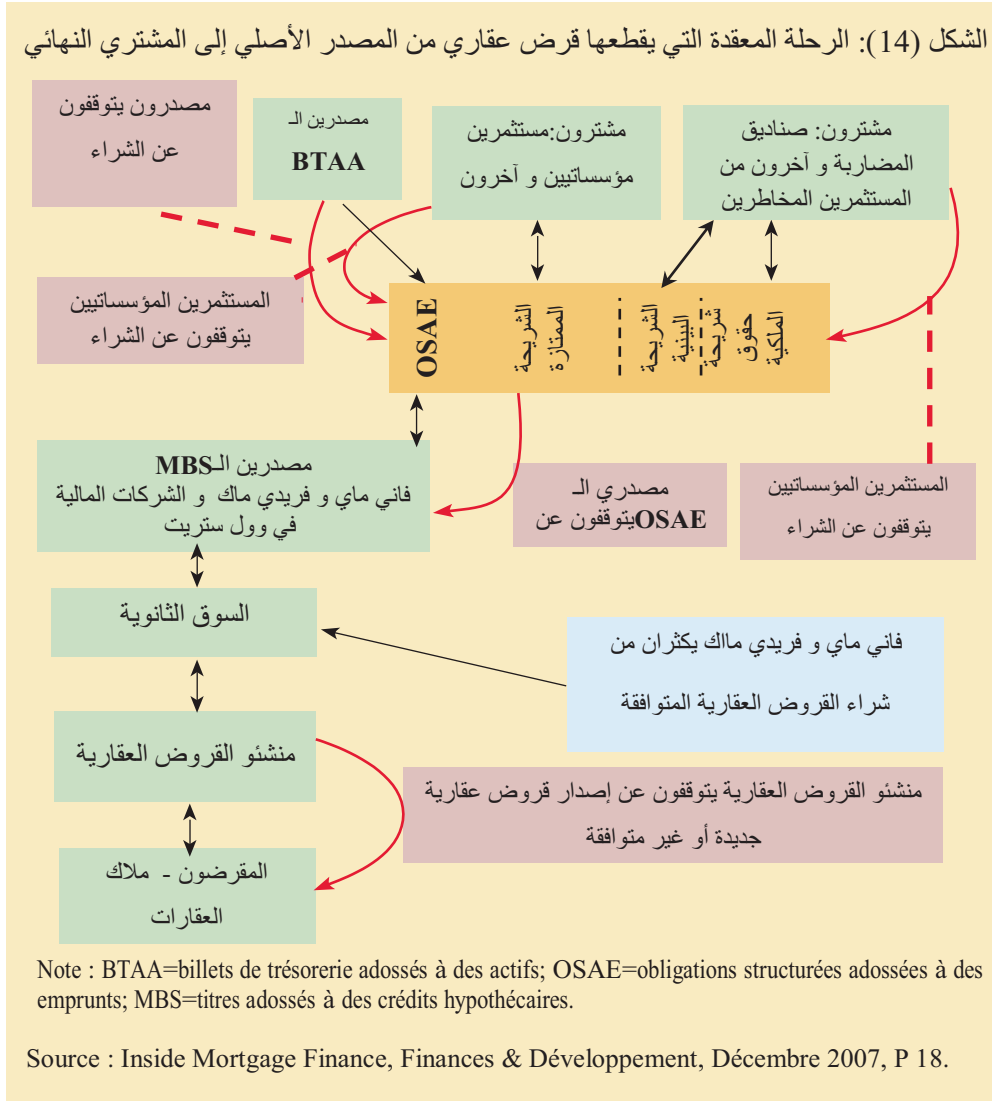 الشكل (14): الرحلة المعقدة التي يقطعها قرض عقاري من المصدر الأصلي إلى المشتري النهائي
مشترون: صناديق
المضاربة و آخرون من
المستثمرين المخاطرين
مشترون:مستثمرين
مؤسساتيين و آخرون
مصدرين الـ
BTAA
مصدرون يتوقفون
عن الشراء
المستثمرين المؤسساتيين
يتوقفون عن الشراء
OSAE
الشريحة
الممتازة
الشريحة
البينية
شريحة
حقوق
الملكية
مصدرين الـMBS
فاني ماي و فريدي ماك و الشركات المالية
في وول ستريت
مصدري الـ
OSAEيتوقفون عن
المستثمرين المؤسساتيين
يتوقفون عن الشراء
السوق الثانوية
فاني ماي و فريدي مااك يكثران من
شراء القروض العقارية المتوافقة
منشئو القروض العقارية
منشئو القروض العقارية يتوقفون عن إصدار قروض عقارية
جديدة أو غير متوافقة
المقرضون - ملاك
العقارات
Note : BTAA=billets de trésorerie adossés à des actifs; OSAE=obligations structurées adossées à des
emprunts; MBS=titres adossés à des crédits hypothécaires.
Source : Inside Mortgage Finance, Finances & Développement, Décembre 2007, P 18.